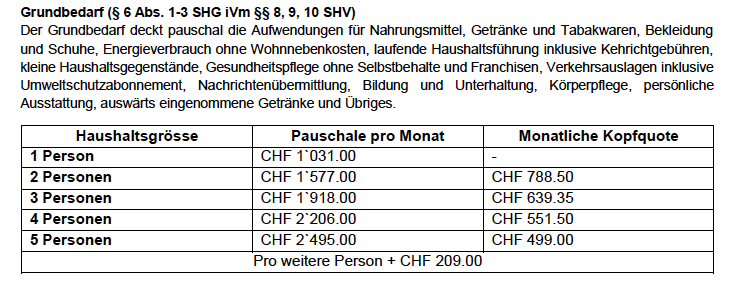 Grundbedarf (§ 6 Abs. 1-3 SHG iVm §§ 8, 9, 10 SHV)
Der Grundbedarf deckt pauschal die Aufwendungen für Nahrungsmittel, Getränke und Tabakwaren, Bekleidung
und Schuhe, Energieverbrauch ohne Wohnnebenkosten, laufende Haushaltsführung inklusive Kehrichtgebühren,
kleine Haushaltsgegenstände, Gesundheitspflege ohne Selbstbehalte und Franchisen, Verkehrsauslagen inklusive
Umweltschutzabonnement, Nachrichtenübermittlung, Bildung und Unterhaltung, Körperpflege, persönliche
Ausstattung, auswärts eingenommene Getränke und Übriges.
Haushaltsgrösse Pauschale pro Monat Monatliche Kopfquote
1 Person CHF 1`031.00 -
2 Personen CHF 1`577.00 CHF 788.50
3 Personen CHF 1`918.00 CHF 639.35
4 Personen CHF 2`206.00 CHF 551.50
5 Personen CHF 2`495.00 CHF 499.00
Pro weitere Person + CHF 209.00